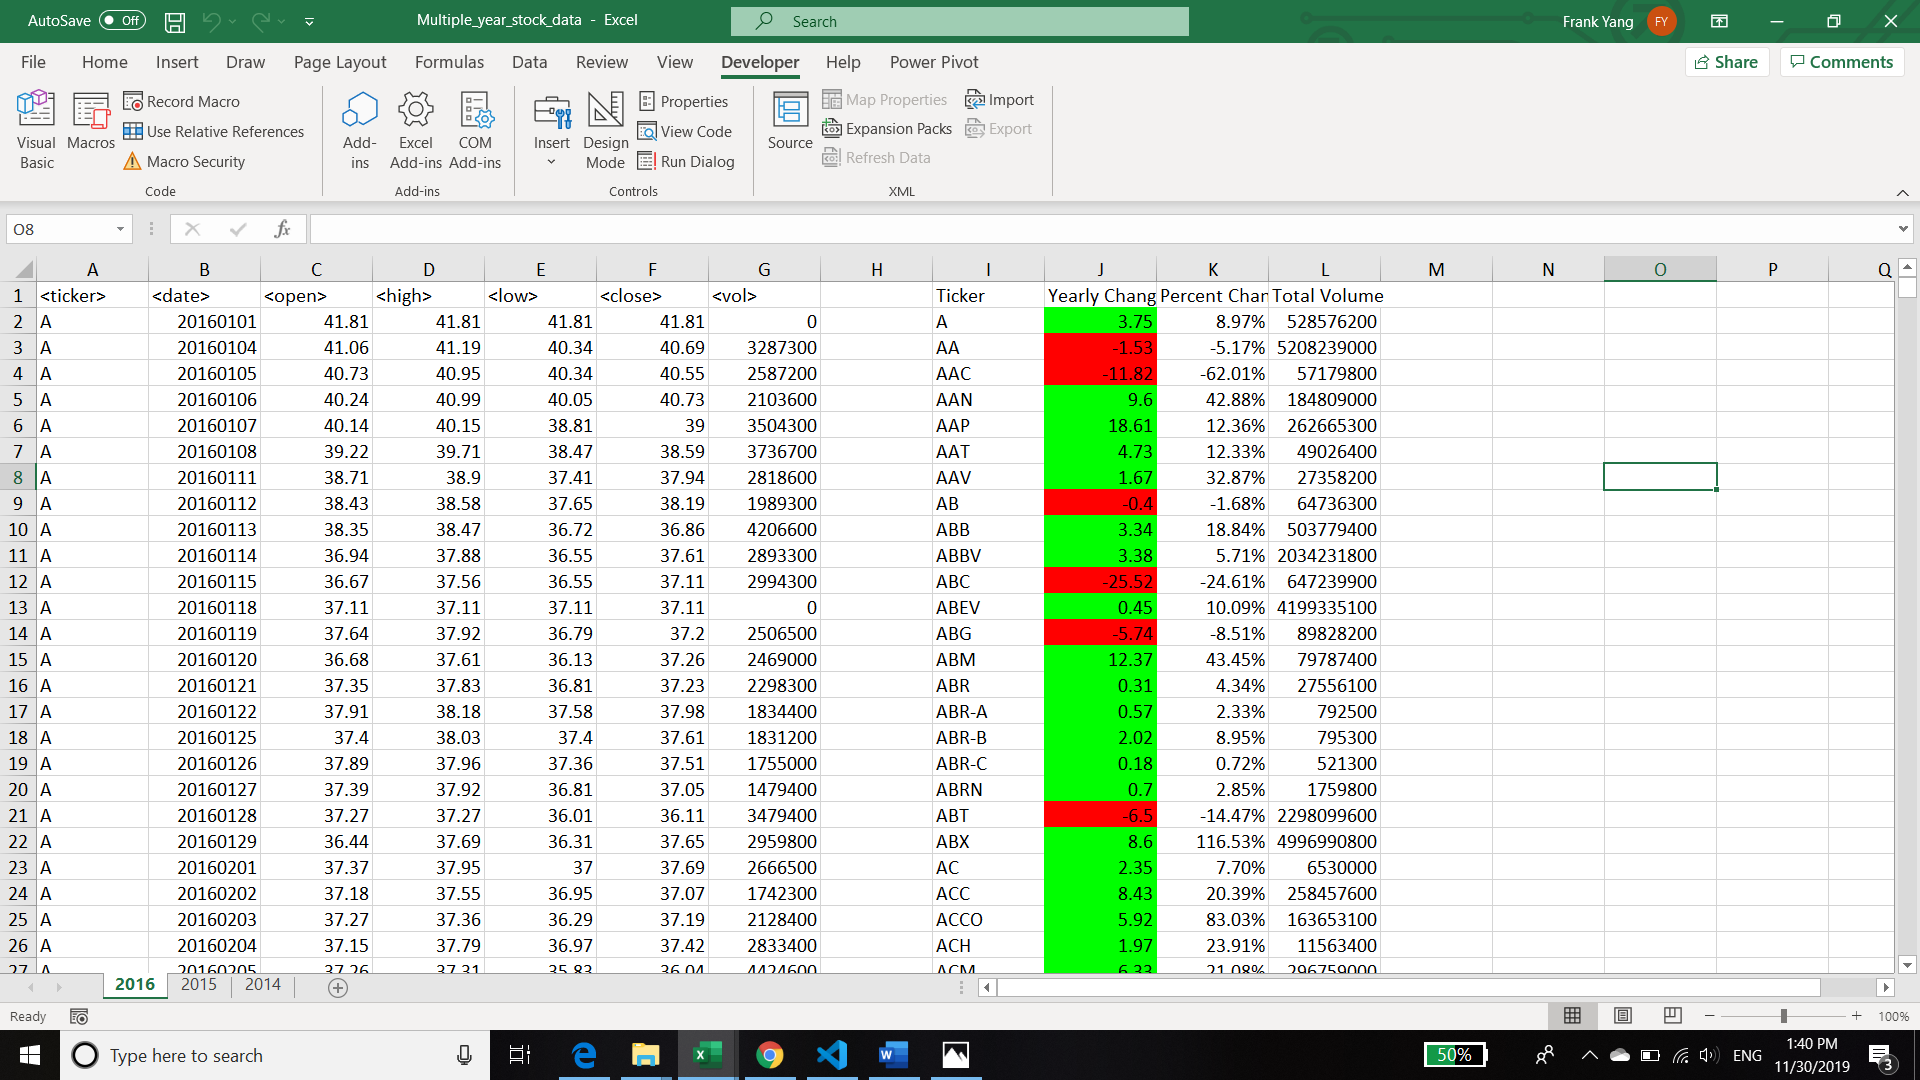 AutoSave Off Multiple_year_stock_data - Excel Search Frank Yang FY
File Home Insert Draw Page Layout Formulas Data Review View Developer Help Power Pivot Share Comments
Visual Basic
Macros
Record Macro
Use Relative References
Macro Security
Code
Add-ins
Excel Add-ins
COM Add-ins
Add-ins
Insert
Design Mode
Properties
View Code
Run Dialog
Controls
Source
Map Properties
Expansion Packs
Refresh Data
Import
Export
XML
O8 fx
A B C D E F G H I J K L M N O P Q
1 <ticker> <date> <open> <high> <low> <close> <vol> Ticker Yearly Chang Percent Chan Total Volume
2 A 20160101 41.81 41.81 41.81 41.81 0 A 3.75 8.97% 528576200
3 A 20160104 41.06 41.19 40.34 40.69 3287300 AA -1.53 -5.17% 5208239000
4 A 20160105 40.73 40.95 40.34 40.55 2587200 AAC -11.82 -62.01% 57179800
5 A 20160106 40.24 40.99 40.05 40.73 2103600 AAN 9.6 42.88% 184809000
6 A 20160107 40.14 40.15 38.81 39 3504300 AAP 18.61 12.36% 262665300
7 A 20160108 39.22 39.71 38.47 38.59 3736700 AAT 4.73 12.33% 49026400
8 A 20160111 38.71 38.9 37.41 37.94 2818600 AAV 1.67 32.87% 27358200
9 A 20160112 38.43 38.58 37.65 38.19 1989300 AB -0.4 -1.68% 64736300
10 A 20160113 38.35 38.47 36.72 36.86 4206600 ABB 3.34 18.84% 503779400
11 A 20160114 36.94 37.88 36.55 37.61 2893300 ABBV 3.38 5.71% 2034231800
12 A 20160115 36.67 37.56 36.55 37.11 2994300 ABC -25.52 -24.61% 647239900
13 A 20160118 37.11 37.11 37.11 37.11 0 ABEV 0.45 10.09% 4199335100
14 A 20160119 37.64 37.92 36.79 37.2 2506500 ABG -5.74 -8.51% 89828200
15 A 20160120 36.68 37.61 36.13 37.26 2469000 ABM 12.37 43.45% 79787400
16 A 20160121 37.35 37.83 36.81 37.23 2298300 ABR 0.31 4.34% 27556100
17 A 20160122 37.91 38.18 37.58 37.98 1834400 ABR-A 0.57 2.33% 792500
18 A 20160125 37.4 38.03 37.4 37.61 1831200 ABR-B 2.02 8.95% 795300
19 A 20160126 37.89 37.96 37.36 37.51 1755000 ABR-C 0.18 0.72% 521300
20 A 20160127 37.39 37.92 36.81 37.05 1479400 ABRN 0.7 2.85% 1759800
21 A 20160128 37.27 37.27 36.01 36.11 3479400 ABT -6.5 -14.47% 2298099600
22 A 20160129 36.44 37.69 36.31 37.65 2959800 ABX 8.6 116.53% 4996990800
23 A 20160201 37.37 37.95 37 37.69 2666500 AC 2.35 7.70% 6530000
24 A 20160202 37.18 37.55 36.95 37.07 1742300 ACC 8.43 20.39% 258457600
25 A 20160203 37.27 37.36 36.29 37.19 2128400 ACCO 5.92 83.03% 163653100
26 A 20160204 37.15 37.79 36.97 37.42 2833400 ACH 1.97 23.91% 11563400
27 A 20160205 37.26 37.31 35.83 36.04 4424600 ACM 6.33 21.08% 296759000
2016 2015 2014
Ready 100%
Type here to search 50% ENG 1:40 PM
11/30/2019 3